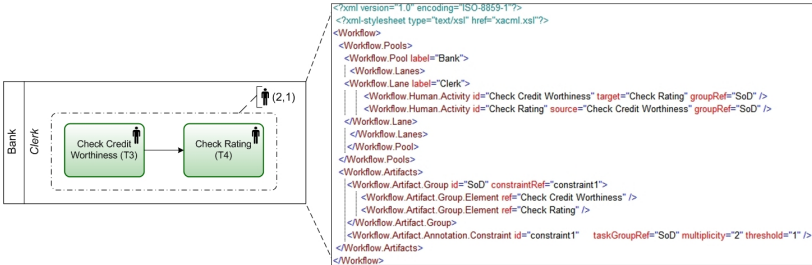 Bank
Clerk
(2,1)
Check Credit
Worthiness (T3)
Check Rating
(T4)
<?xml version="1.0" encoding="ISO-8859-1"?>
<?xml-stylesheet type="text/xsl" href="xacml.xsl"?>
<Workflow>
<Workflow.Pools>
<Workflow.Pool label="Bank">
<Workflow.Lanes>
<Workflow.Lane label="Clerk">
<Workflow.Human.Activity id="Check Credit Worthiness" target="Check Rating" groupRef="SoD" />
<Workflow.Human.Activity id="Check Rating" source="Check Credit Worthiness" groupRef="SoD" />
</Workflow.Lane>
</Workflow.Lanes>
</Workflow.Pool>
</Workflow.Pools>
<Workflow.Artifacts>
<Workflow.Artifact.Group id="SoD" constraintRef="constraint1">
<Workflow.Artifact.Group.Element ref="Check Credit Worthiness" />
<Workflow.Artifact.Group.Element ref="Check Rating" />
</Workflow.Artifact.Group>
<Workflow.Artifact.Annotation.Constraint id="constraint1" taskGroupRef="SoD" multiplicity="2" threshold="1" />
</Workflow.Artifacts>
</Workflow>